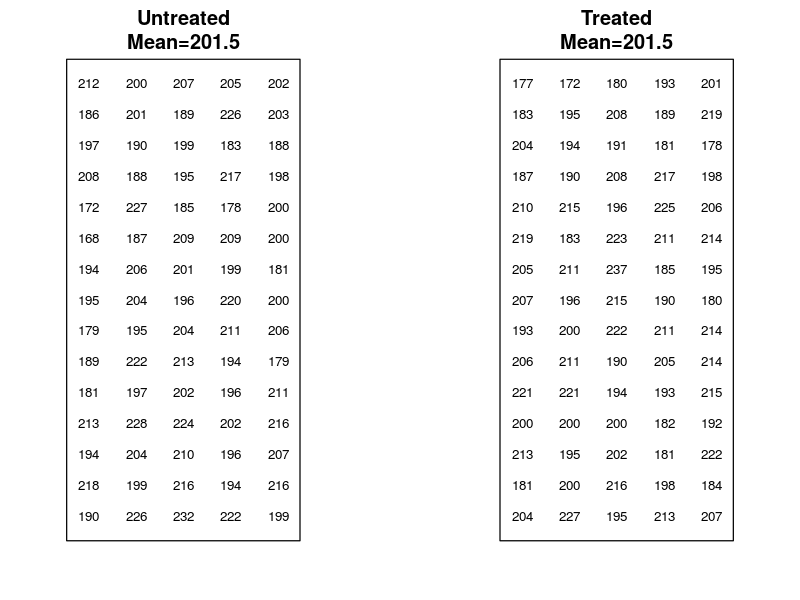 Untreated
Mean=201.5
212 200 207 205 202
186 201 189 226 203
197 190 199 183 188
208 188 195 217 198
172 227 185 178 200
168 187 209 209 200
194 206 201 199 181
195 204 196 220 200
179 195 204 211 206
189 222 213 194 179
181 197 202 196 211
213 228 224 202 216
194 204 210 196 207
218 199 216 194 216
190 226 232 222 199
Treated
Mean=201.5
177 172 180 193 201
183 195 208 189 219
204 194 191 181 178
187 190 208 217 198
210 215 196 225 206
219 183 223 211 214
205 211 237 185 195
207 196 215 190 180
193 200 222 211 214
206 211 190 205 214
221 221 194 193 215
200 200 200 182 192
213 195 202 181 222
181 200 216 198 184
204 227 195 213 207